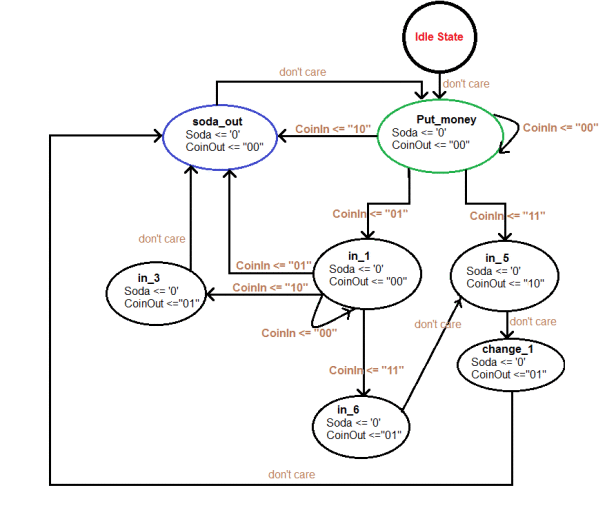 Idle State
don't care
don't care
soda_out
Soda <= '0'
CoinOut <= "00"
CoinIn <= "10"
Put_money
Soda <= '0'
CoinOut <= "00"
CoinIn <= "00"
CoinIn <= "01"
CoinIn <= "11"
don't care
in_3
Soda <= '0'
CoinOut <="01"
CoinIn <= "01"
CoinIn <= "10"
in_1
Soda <= '0'
CoinOut <= "00"
CoinIn <= "00"
in_5
Soda <= '0'
CoinOut <= "10"
don't care
don't care
change_1
Soda <= '0'
CoinOut <="01"
CoinIn <= "11"
in_6
Soda <= '0'
CoinOut <="01"
don't care